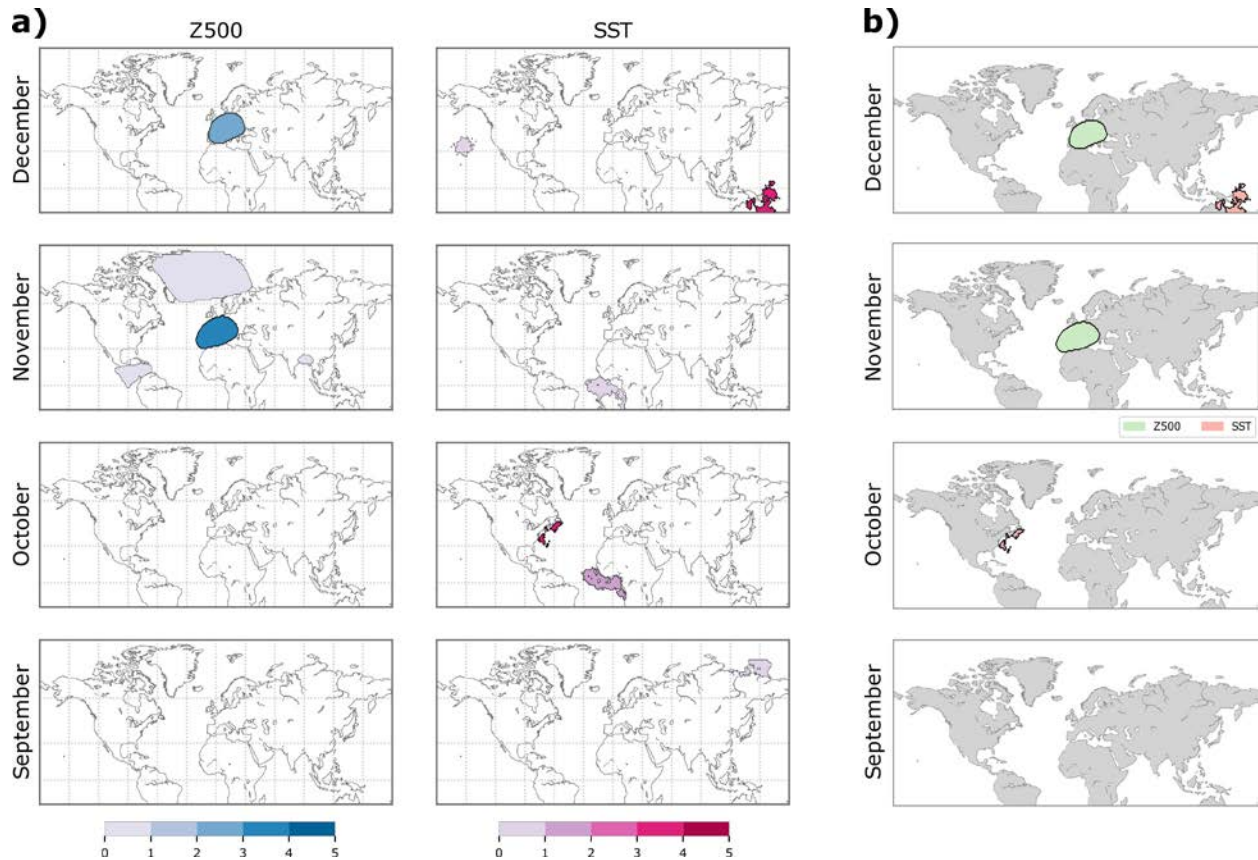 a)
Z500
SST
b)
December
December
November
November
Z500 SST
October
October
September
September
0 1 2 3 4 5
0 1 2 3 4 5